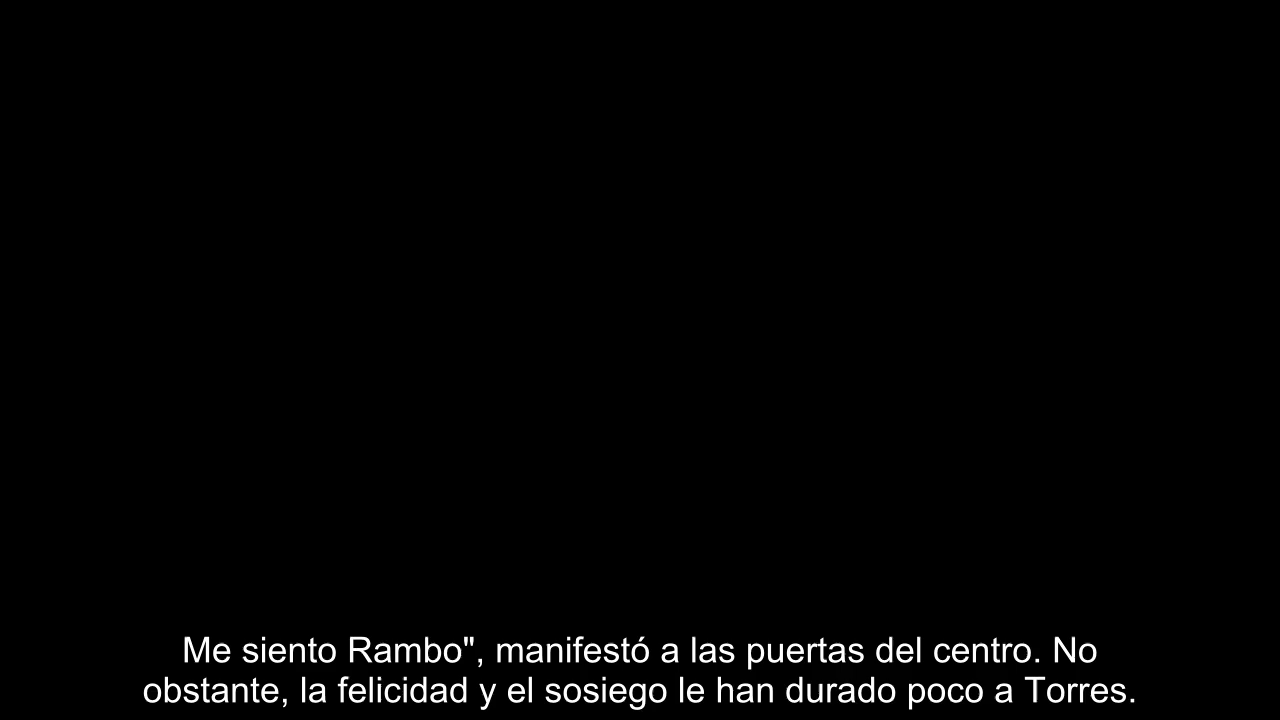 Me siento Rambo", manifestó a las puertas del centro. No
obstante, la felicidad y el sosiego le han durado poco a Torres.